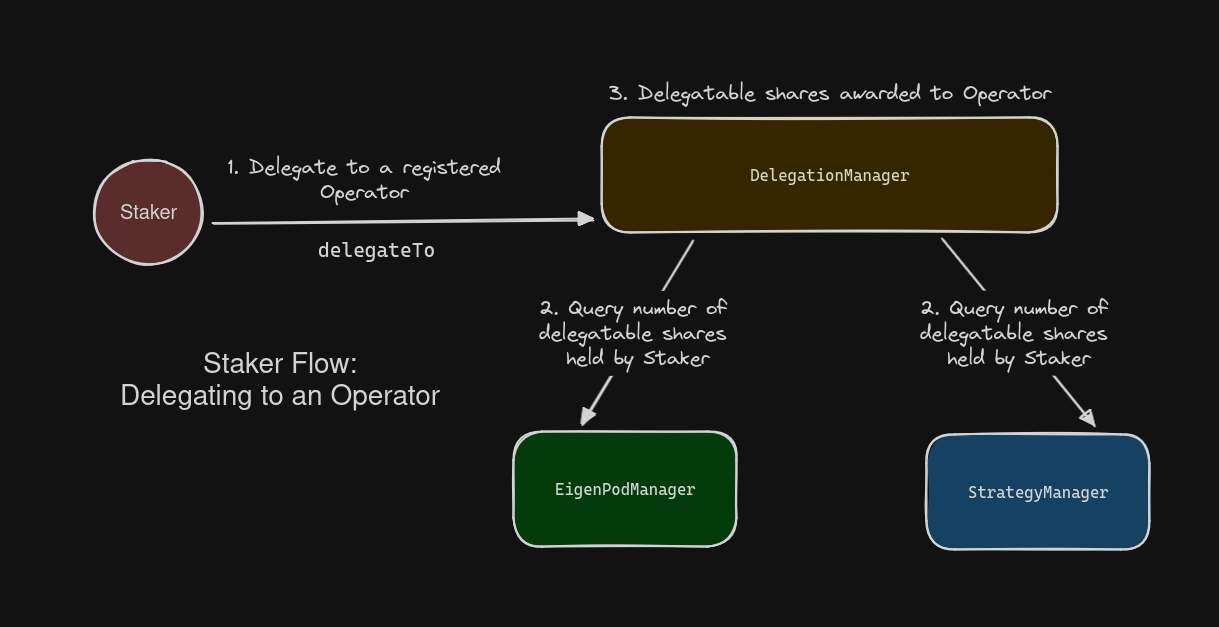 3. Delegatable shares awarded to Operator
DelegationManager
1. Delegate to a registered
Operator
Staker
delegateTo
2. Query number of
delegatable shares
held by Staker
2. Query number of
delegatable shares
held by Staker
Staker Flow:
Delegating to an Operator
EigenPodManager
StrategyManager